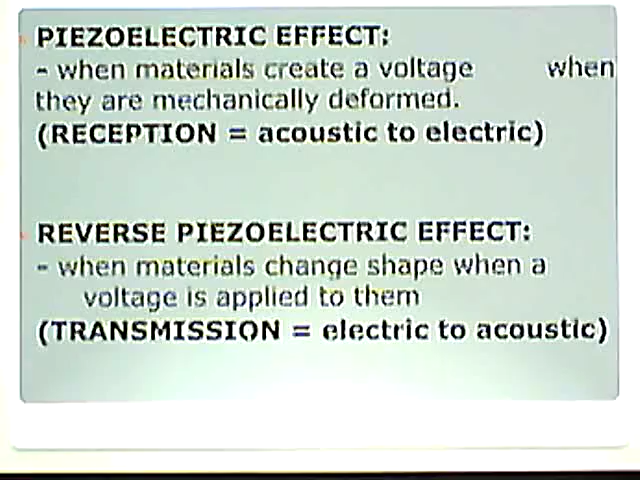 PIEZOELECTRIC EFFECT:
- when materials create a voltage when
they are mechanically deformed.
(RECEPTION = acoustic to electric)
REVERSE PIEZOELECTRIC EFFECT:
- when materials change shape when a
voltage is applied to them
(TRANSMISSION = electric to acoustic)